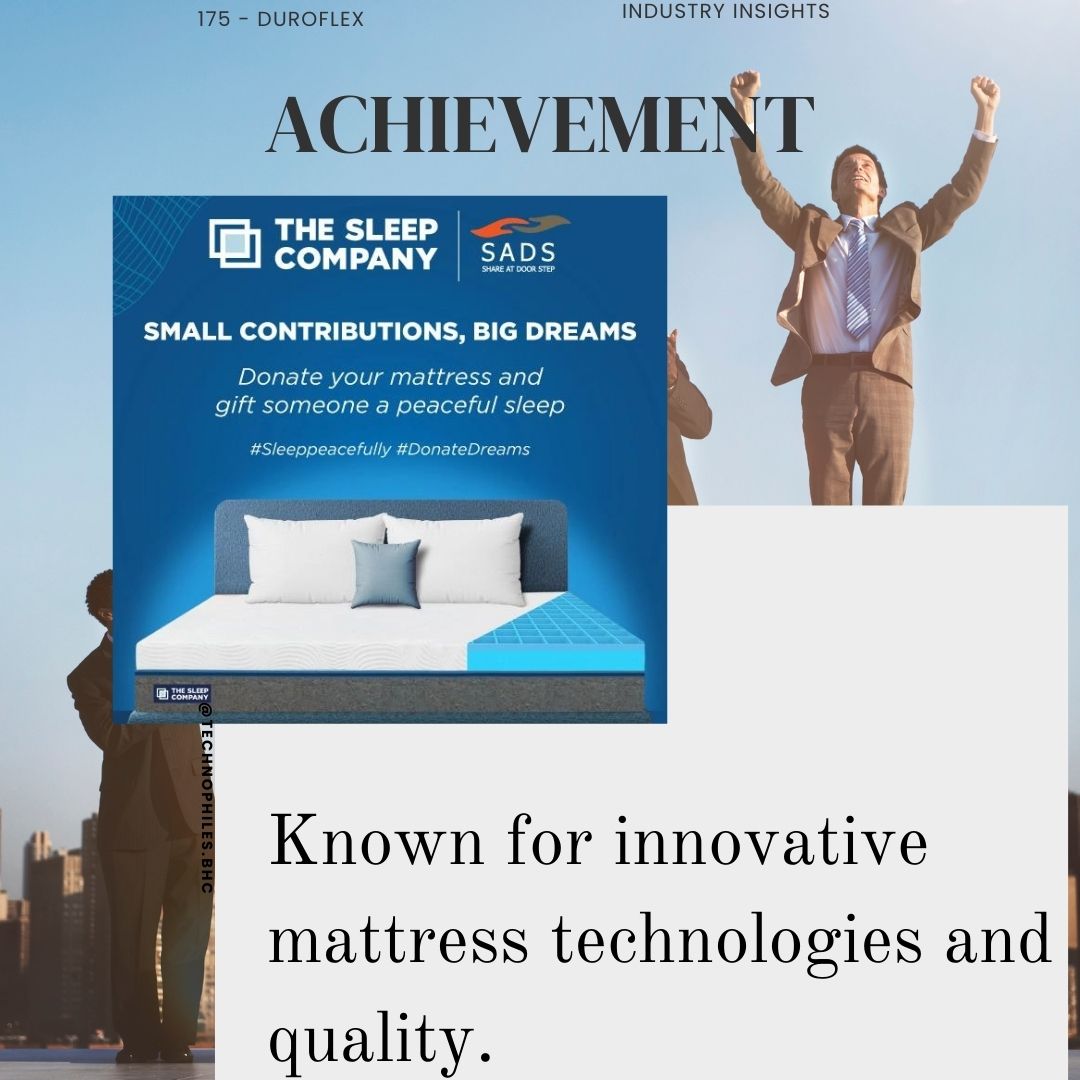 175 - DUROFLEX
INDUSTRY INSIGHTS
ACHIEVEMENT
THE SLEEP
COMPANY
SADS
SHARE AT DOOR STEP
SMALL CONTRIBUTIONS, BIG DREAMS
Donate your mattress and
gift someone a peaceful sleep
#Sleeppeacefully #DonateDreams
THE SLEEP
COMPANY
@TECHNOPHILES.BHC
Known for innovative
mattress technologies and
quality.